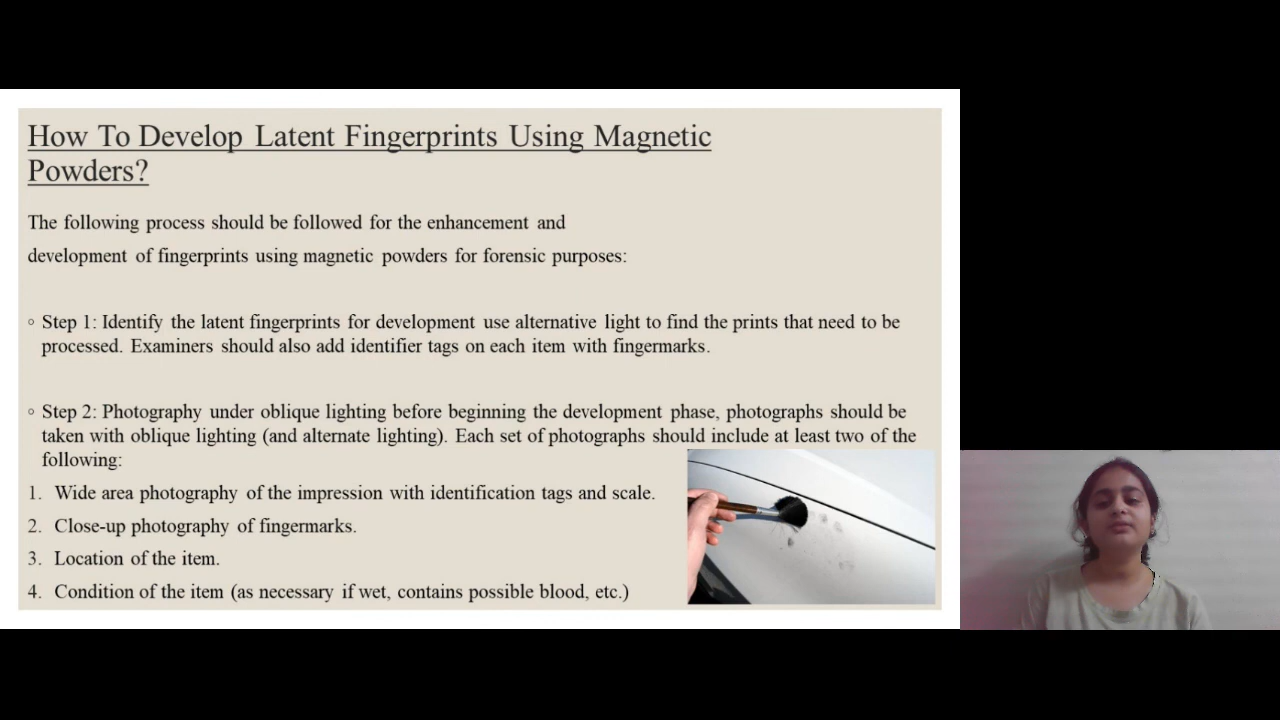 How To Develop Latent Fingerprints Using Magnetic
Powders?
The following process should be followed for the enhancement and
development of fingerprints using magnetic powders for forensic purposes:
◦ Step 1: Identify the latent fingerprints for development use alternative light to find the prints that need to be
processed. Examiners should also add identifier tags on each item with fingermarks.
◦ Step 2: Photography under oblique lighting before beginning the development phase, photographs should be
taken with oblique lighting (and alternate lighting). Each set of photographs should include at least two of the
following:
1. Wide area photography of the impression with identification tags and scale.
2. Close-up photography of fingermarks.
3. Location of the item.
4. Condition of the item (as necessary if wet, contains possible blood, etc.)